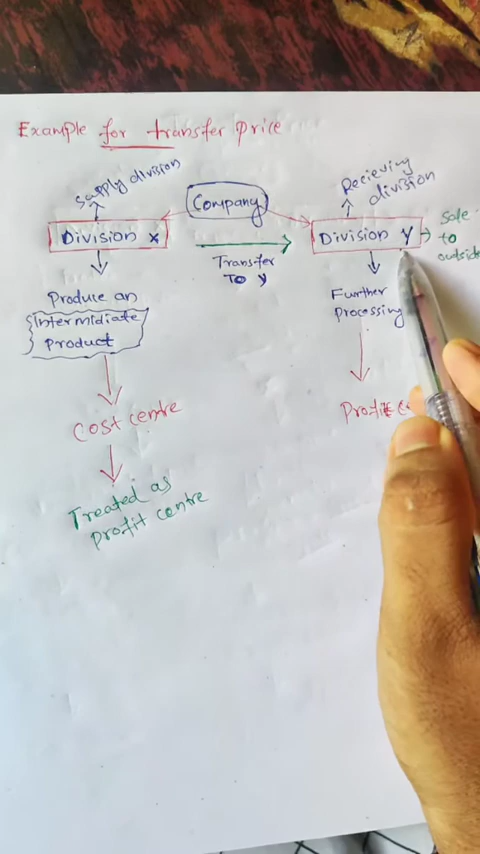 Example for transfer price
Supply division
Company
Recieving
division
Division X
Division Y
Sale
to
outside
Transfer
To Y
Produce an
intermidiate
product
Further
Processing
Cost centre
Profit
Treated as
profit centre